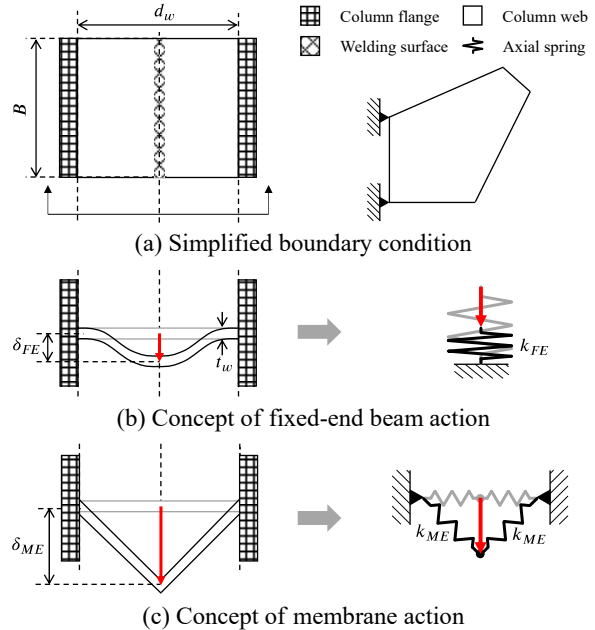 d_w
Column flange
Column web
Welding surface
Axial spring
B
(a) Simplified boundary condition
δ_FE
t_w
k_FE
(b) Concept of fixed-end beam action
δ_ME
k_ME
k_ME
(c) Concept of membrane action